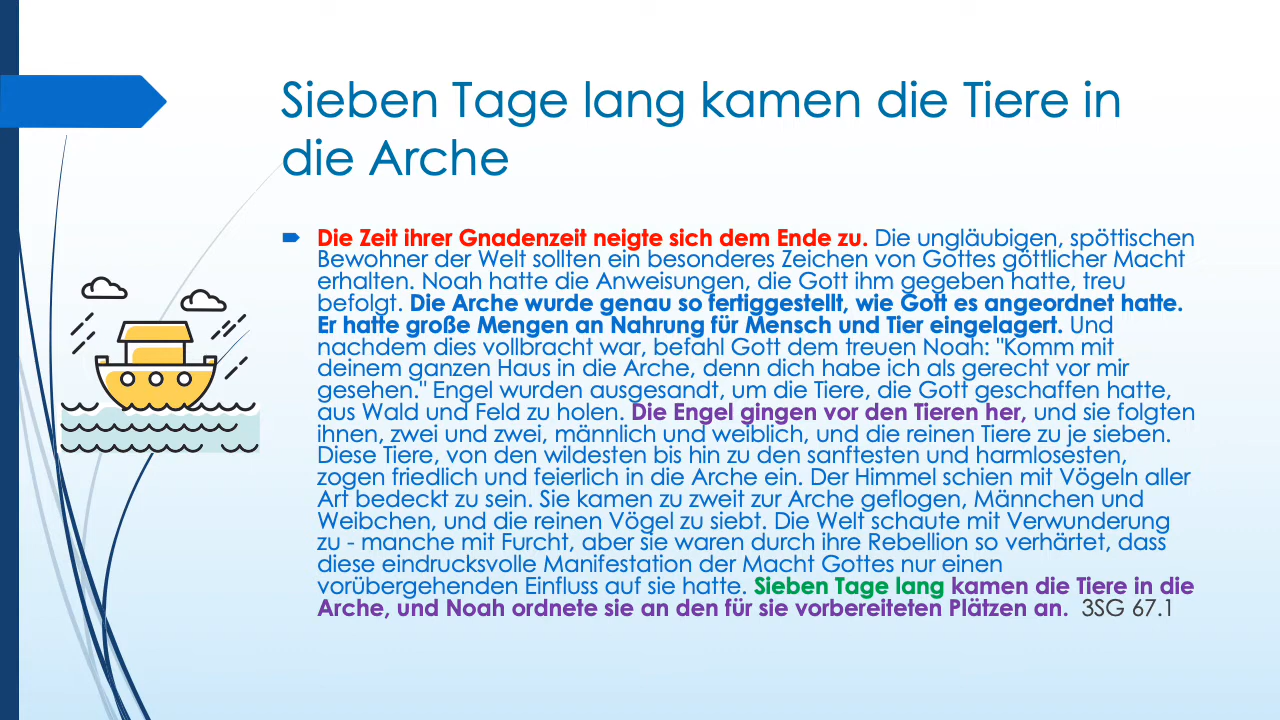 Sieben Tage lang kamen die Tiere in
die Arche
Die Zeit ihrer Gnadenzeit neigte sich dem Ende zu. Die ungläubigen, spöttischen
Bewohner der Welt sollten ein besonderes Zeichen von Gottes göttlicher Macht
erhalten. Noah hatte die Anweisungen, die Gott ihm gegeben hatte, treu
befolgt. Die Arche wurde genau so fertiggestellt, wie Gott es angeordnet hatte.
Er hatte große Mengen an Nahrung für Mensch und Tier eingelagert. Und
nachdem dies vollbracht war, befahl Gott dem treuen Noah: "Komm mit
deinem ganzen Haus in die Arche, denn dich habe ich als gerecht vor mir
gesehen." Engel wurden ausgesandt, um die Tiere, die Gott geschaffen hatte,
aus Wald und Feld zu holen. Die Engel gingen vor den Tieren her, und sie folgten
ihnen, zwei und zwei, männlich und weiblich, und die reinen Tiere zu je sieben.
Diese Tiere, von den wildesten bis hin zu den sanftesten und harmlosesten,
zogen friedlich und feierlich in die Arche ein. Der Himmel schien mit Vögeln aller
Art bedeckt zu sein. Sie kamen zu zweit zur Arche geflogen, Männchen und
Weibchen, und die reinen Vögel zu siebt. Die Welt schaute mit Verwunderung
zu - manche mit Furcht, aber sie waren durch ihre Rebellion so verhärtet, dass
diese eindrucksvolle Manifestation der Macht Gottes nur einen
vorübergehenden Einfluss auf sie hatte. Sieben Tage lang kamen die Tiere in die
Arche, und Noah ordnete sie an den für sie vorbereiteten Plätzen an. 3SG 67.1